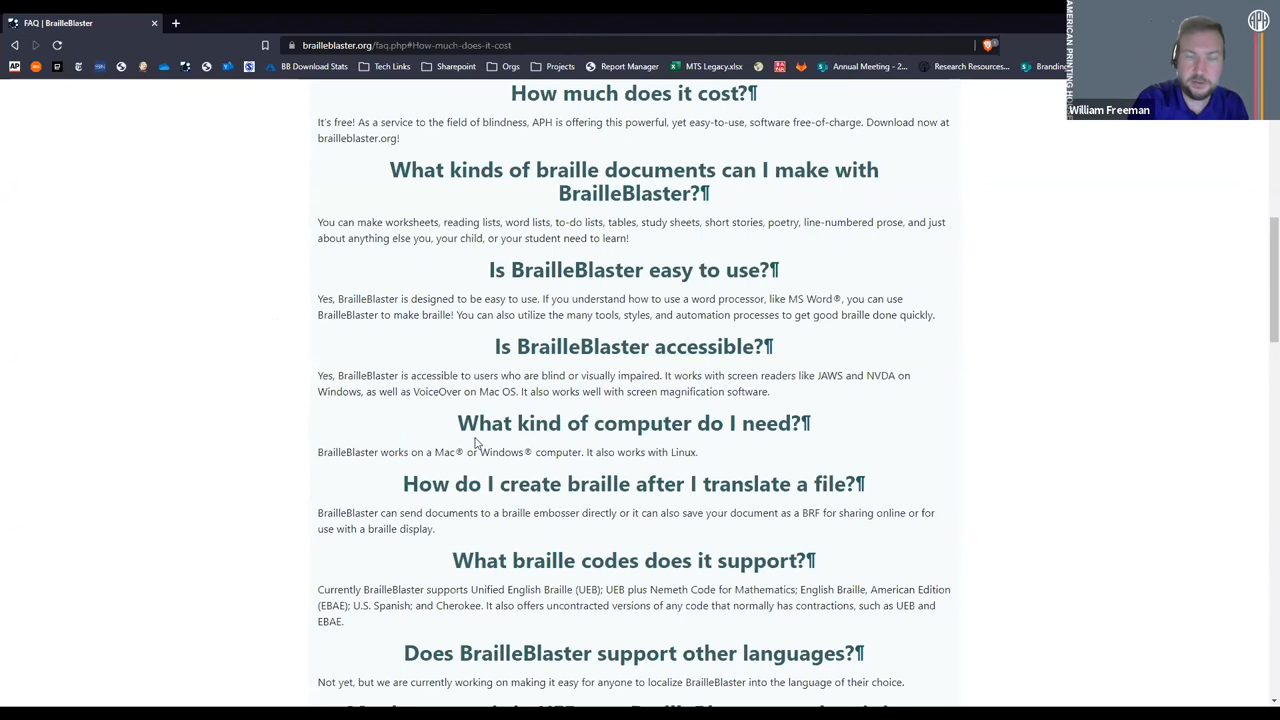 FAQ | BrailleBlaster
brailleblaster.org/faq.php#How-much-does-it-cost
BB Download Stats Tech Links Sharepoint Orgs Projects Report Manager MTS Legacy.xlsx Annual Meeting - 2... Research Resources... Brandin
AMERICAN PRINTING HOUS
William Freeman
How much does it cost?¶
It's free! As a service to the field of blindness, APH is offering this powerful, yet easy-to-use, software free-of-charge. Download now at
brailleblaster.org!
What kinds of braille documents can I make with
BrailleBlaster?¶
You can make worksheets, reading lists, word lists, to-do lists, tables, study sheets, short stories, poetry, line-numbered prose, and just
about anything else you, your child, or your student need to learn!
Is BrailleBlaster easy to use?¶
Yes, BrailleBlaster is designed to be easy to use. If you understand how to use a word processor, like MS Word®, you can use
BrailleBlaster to make braille! You can also utilize the many tools, styles, and automation processes to get good braille done quickly.
Is BrailleBlaster accessible?¶
Yes, BrailleBlaster is accessible to users who are blind or visually impaired. It works with screen readers like JAWS and NVDA on
Windows, as well as VoiceOver on Mac OS. It also works well with screen magnification software.
What kind of computer do I need?¶
BrailleBlaster works on a Mac® or Windows® computer. It also works with Linux.
How do I create braille after I translate a file?¶
BrailleBlaster can send documents to a braille embosser directly or it can also save your document as a BRF for sharing online or for
use with a braille display.
What braille codes does it support?¶
Currently BrailleBlaster supports Unified English Braille (UEB); UEB plus Nemeth Code for Mathematics; English Braille, American Edition
(EBAE); U.S. Spanish; and Cherokee. It also offers uncontracted versions of any code that normally has contractions, such as UEB and
EBAE.
Does BrailleBlaster support other languages?¶
Not yet, but we are currently working on making it easy for anyone to localize BrailleBlaster into the language of their choice.